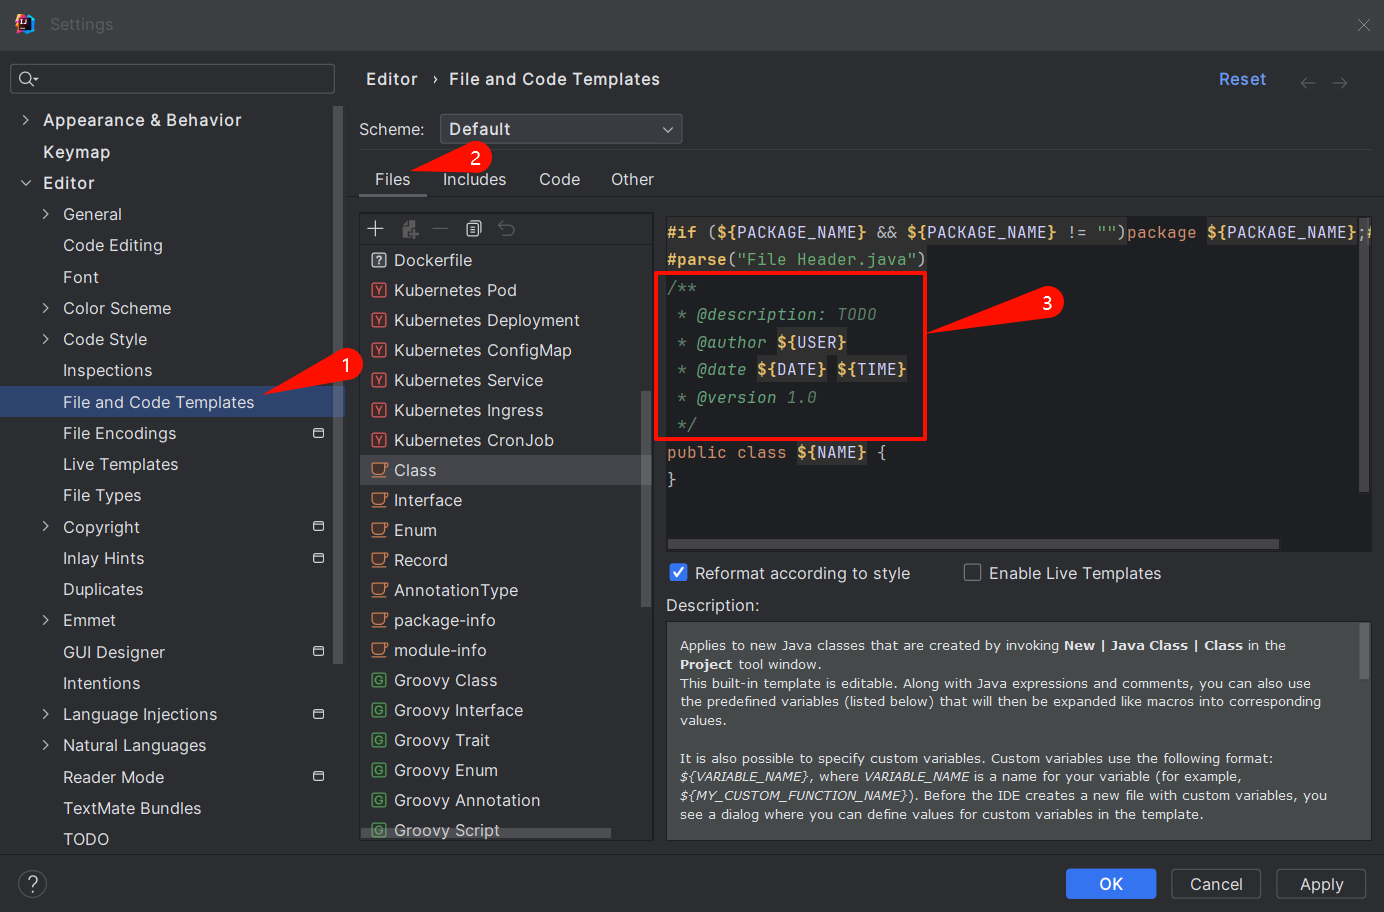 Settings
Editor › File and Code Templates
Reset
Scheme:
Default
Files
Includes
Code
Other
1
2
3
Appearance & Behavior
Keymap
Editor
General
Code Editing
Font
Color Scheme
Code Style
Inspections
File and Code Templates
File Encodings
Live Templates
File Types
Copyright
Inlay Hints
Duplicates
Emmet
GUI Designer
Intentions
Language Injections
Natural Languages
Reader Mode
TextMate Bundles
TODO
Dockerfile
Kubernetes Pod
Kubernetes Deployment
Kubernetes ConfigMap
Kubernetes Service
Kubernetes Ingress
Kubernetes CronJob
Class
Interface
Enum
Record
AnnotationType
package-info
module-info
Groovy Class
Groovy Interface
Groovy Trait
Groovy Enum
Groovy Annotation
Groovy Script
#if (${PACKAGE_NAME} && ${PACKAGE_NAME} != "")package ${PACKAGE_NAME};#
#parse("File Header.java")
/**
* @description: TODO
* @author ${USER}
* @date ${DATE} ${TIME}
* @version 1.0
*/
public class ${NAME} {
}
Reformat according to style
Enable Live Templates
Description:
Applies to new Java classes that are created by invoking New | Java Class | Class in the
Project tool window.
This built-in template is editable. Along with Java expressions and comments, you can also use
the predefined variables (listed below) that will then be expanded like macros into corresponding
values.
It is also possible to specify custom variables. Custom variables use the following format:
${VARIABLE_NAME}, where VARIABLE_NAME is a name for your variable (for example,
${MY_CUSTOM_FUNCTION_NAME}). Before the IDE creates a new file with custom variables, you
see a dialog where you can define values for custom variables in the template.
?
OK
Cancel
Apply